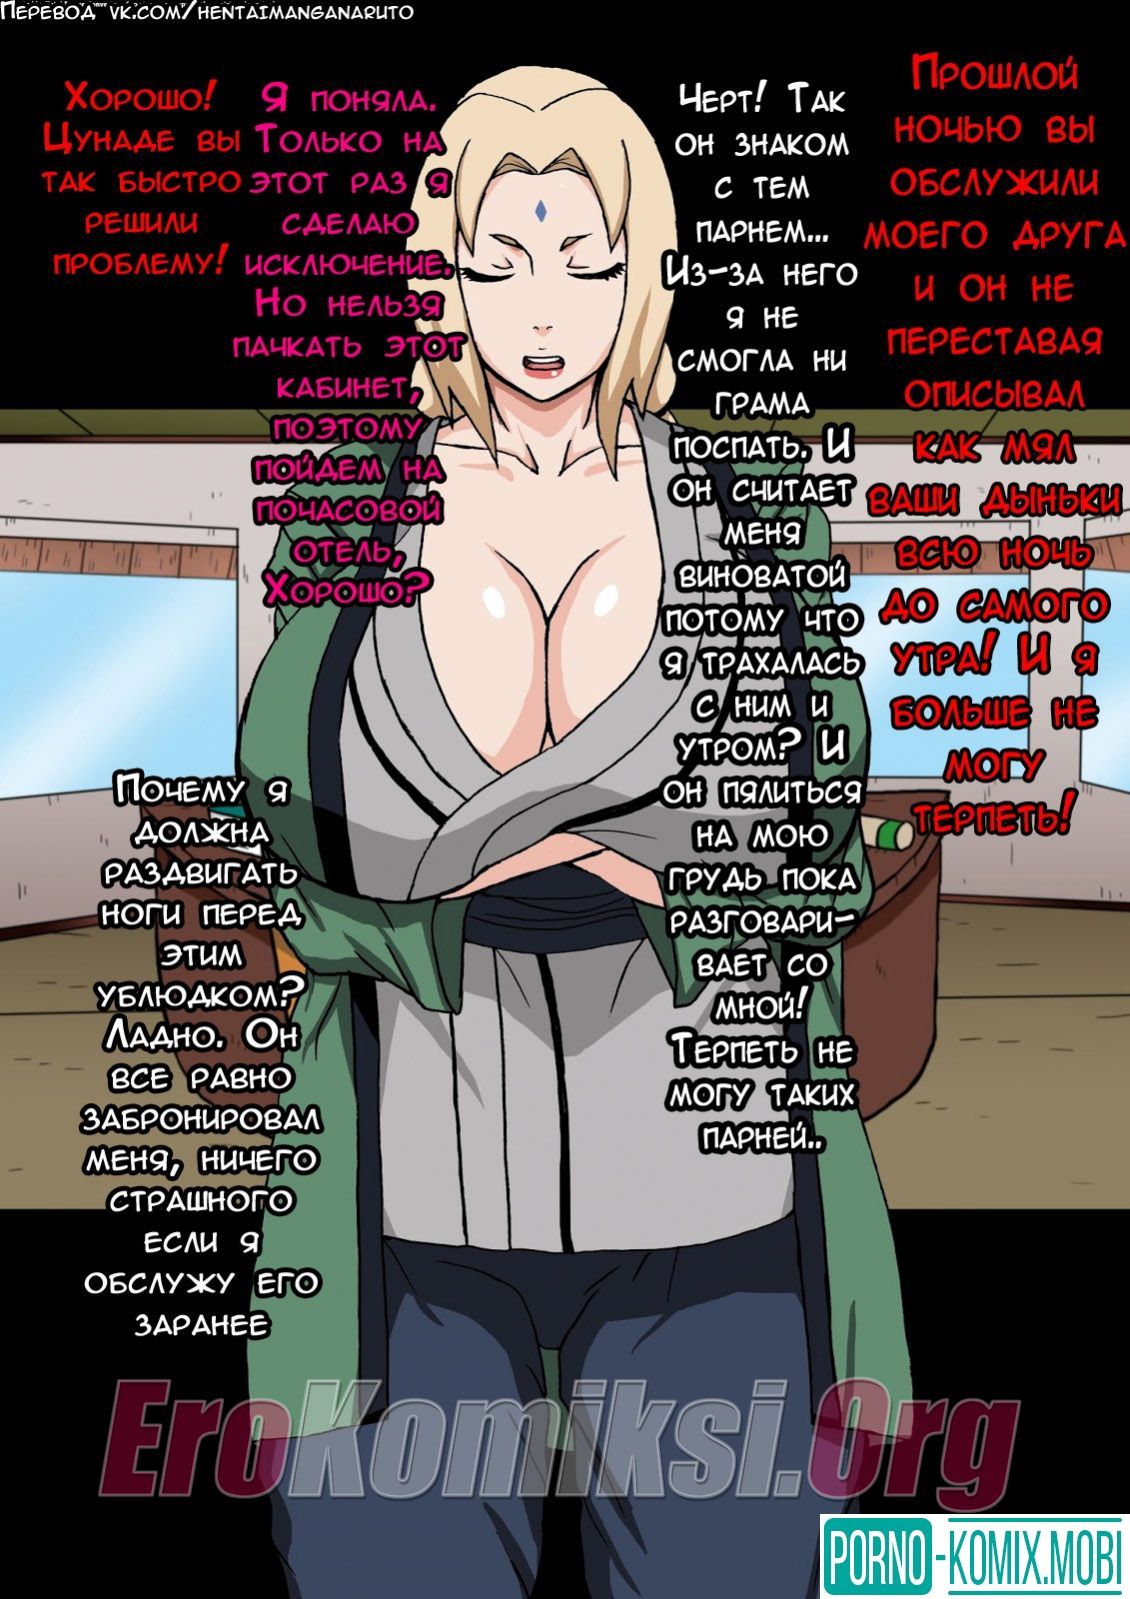 Перевод vk.com/hentaimanganaruto
Прошлой
ночью вы
обслужили
моего друга
и он не
переставая
описывал
как мял
ваши дыньки
всю ночь
до самого
утра! И я
больше не
могу
терпеть!
Черт! Так
он знаком
с тем
парнем...
Из-за него
я не
смогла ни
грама
поспать. И
он считает
меня
виноватой
потому что
я трахалась
с ним и
утром? И
он пялиться
на мою
грудь пока
разговари-
вает со
мной!
Терпеть не
могу таких
парней..
Я поняла.
Только на
этот раз я
сделаю
исключение.
Но нельзя
пачкать этот
кабинет,
поэтому
пойдем на
почасовой
отель,
Хорошо?
Хорошо!
Цунаде вы
так быстро
решили
проблему!
Почему я
должна
раздвигать
ноги перед
этим
ублюдком?
Ладно. Он
все равно
забронировал
меня, ничего
страшного
если я
обслужу его
заранее
EroKomiksi.Org
PORNO-KOMIX.MOBI